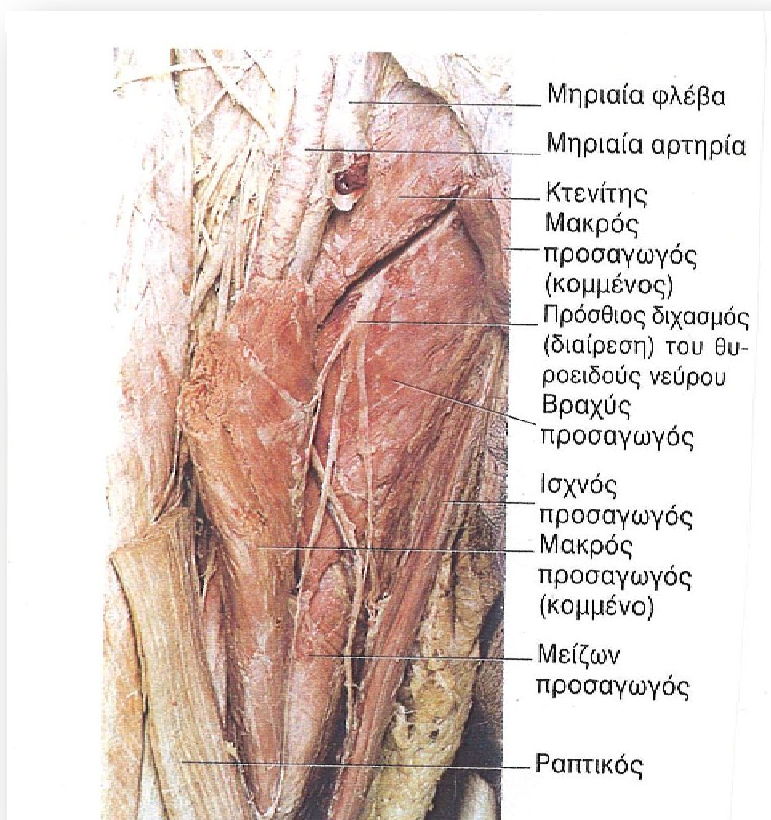 Μηριαία φλέβα
Μηριαία αρτηρία
Κτενίτης
Μακρός
προσαγωγός
(κομμένος)
Πρόσθιος διχασμός
(διαίρεση) του θυ-
ροειδούς νεύρου
Βραχύς
προσαγωγός
Ισχνός
προσαγωγός
Μακρός
προσαγωγός
(κομμένο)
Μείζων
προσαγωγός
Ραπτικός